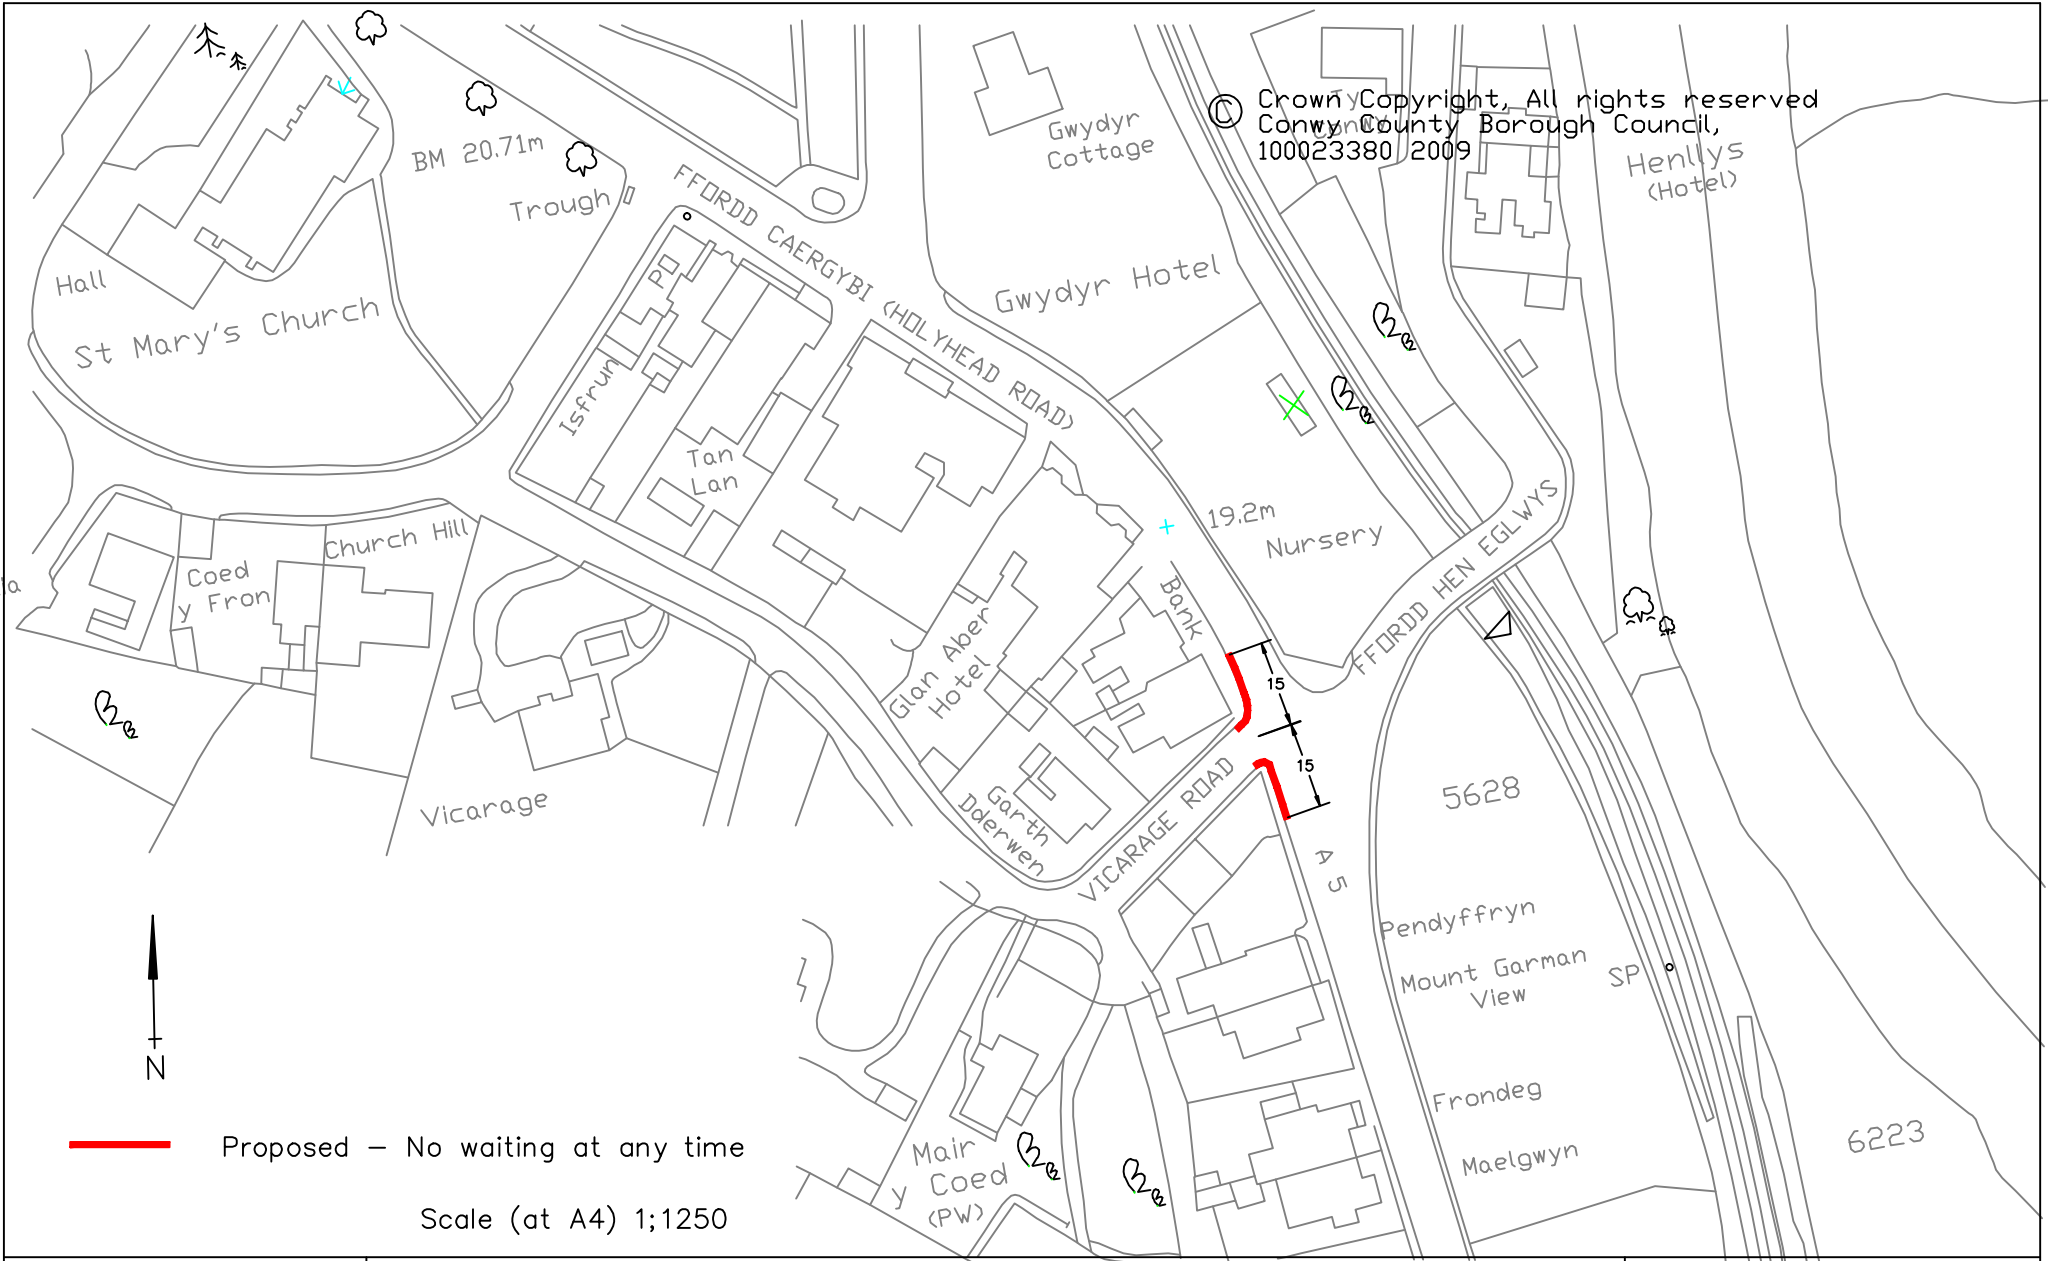 © Crown Copyright, All rights reserved
Conwy County Borough Council,
100023380 2009
Ty
Conwy
Gwydyr
Cottage
Henllys
(Hotel)
BM 20.71m
Trough
FFORDD CAERGYBI (HOLYHEAD ROAD)
Hall
St Mary's Church
Gwydyr Hotel
PO
Isfrun
Tan
Lan
19.2m
Nursery
FFORDD HEN EGLWYS
Church Hill
Coed
y Fron
la
Bank
Glan Aber
Hotel
15
15
Vicarage
Garth
Dderwen
VICARAGE ROAD
5628
A 5
Pendyffryn
Mount Garman
View
SP
N
Frondeg
Maelgwyn
6223
Mair
y Coed
(PW)
Proposed – No waiting at any time
Scale (at A4) 1;1250